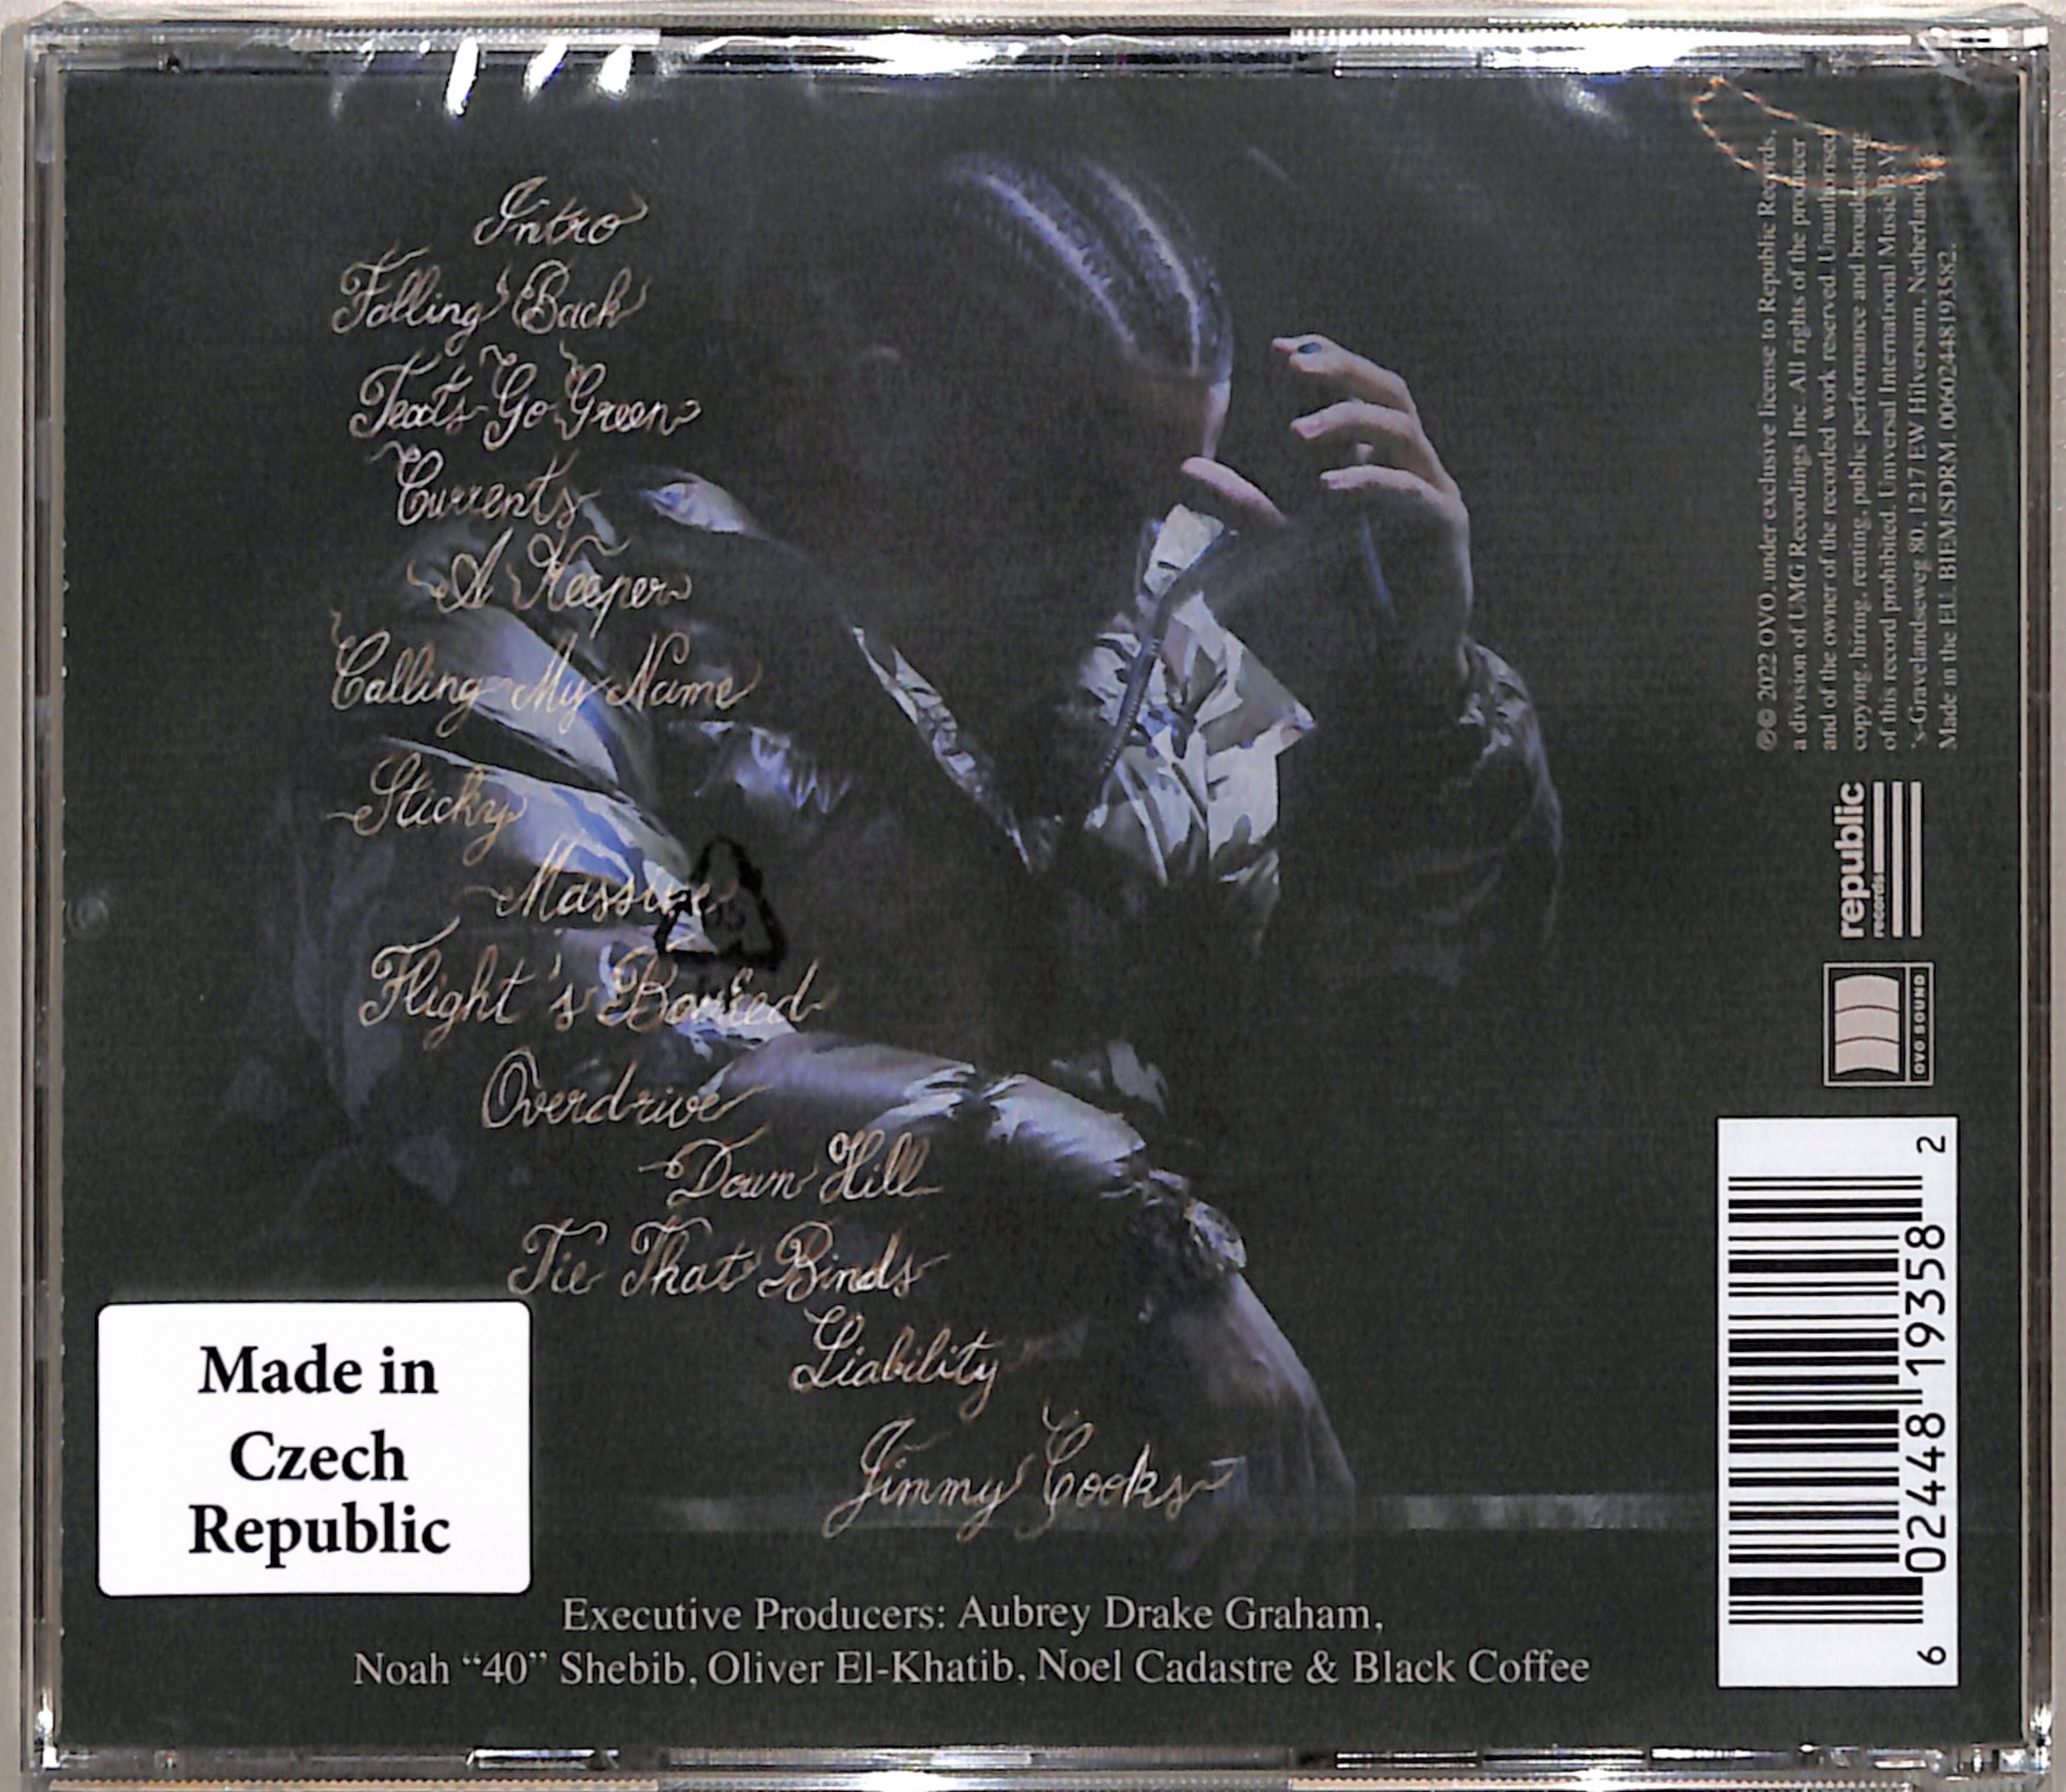 Intro
Falling Back
Texts Go Green
Currents
A Keeper
Calling My Name
Sticky
Massive
Flight's Booked
Overdrive
Down Hill
Tie That Binds
Liability
Jimmy Cooks
Made in
Czech
Republic
Executive Producers: Aubrey Drake Graham,
Noah “40” Shebib, Oliver El-Khatib, Noel Cadastre & Black Coffee
℗© 2022 OVO, under exclusive license to Republic Records,
a division of UMG Recordings, Inc. All rights of the producer
and of the owner of the recorded work reserved. Unauthorised
copying, hiring, renting, public performance and broadcasting
of this record prohibited. Universal International Music B.V.
's-Gravelandseweg 80, 1217 EW Hilversum, Netherlands.
Made in the EU. BIEM/SDRM. 00602448193582.
republic
records
OVO SOUND
6 02448 19358 2